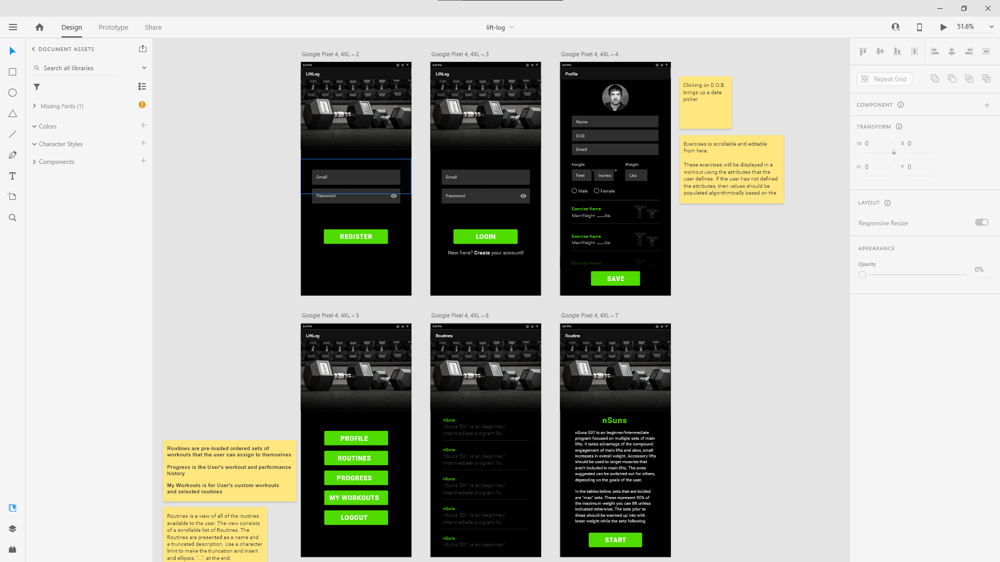 Design
Prototype
Share
lift-log
51.6%
DOCUMENT ASSETS
Search all libraries
Missing Fonts (1)
Colors
Character Styles
Components
Google Pixel 4, 4XL – 2
9:01PM
LiftLog
Email
Password
REGISTER
Google Pixel 4, 4XL – 3
9:01PM
LiftLog
Email
Password
LOGIN
New here? Create your account!
Google Pixel 4, 4XL – 4
9:01PM
Profile
Name
DOB
Email
Height
Weight
Feet
'
Inches
"
Lbs
Male
Female
Exercise Name
Max-Weight ___lbs.
Exercise Name
Max-Weight ___lbs.
Exercise Name
SAVE
Clicking on D.O.B.
brings up a date
picker
Exercises is scrollable and editable
from here.
These exercises will be displayed in a
workout using the attributes that the
user defines. If the user has not defined
the attributes, then values should be
populated algorithmically based on the
Google Pixel 4, 4XL – 5
9:01PM
LiftLog
PROFILE
ROUTINES
PROGRESS
MY WORKOUTS
LOGOUT
Routines are pre-loaded ordered sets of
workouts that the user can assign to themselves
Progress is the User's workout and performance
history
My Workouts is for User's custom workouts
and selected routines
Routines is a view of all of the routines
available to the user. The view consists
of a scrollable list of Routines. The
Routines are presented as a name and
a truncated description. Use a character
limit to make the truncation and insert
and ellipsis, "...", at the end.
Google Pixel 4, 4XL – 6
9:01PM
Routines
nSuns
nSuns 531 is an beginner/
intermediate program fo...
nSuns
nSuns 531 is an beginner/
intermediate program fo...
nSuns
nSuns 531 is an beginner/
intermediate program fo...
nSuns
nSuns 531 is an beginner/
intermediate program fo...
nSuns
nSuns 531 is an beginner/
Google Pixel 4, 4XL – 7
9:01PM
Routine
nSuns
nSuns 531 is an beginner/intermediate
program focused on multiple sets of main
lifts. It takes advantage of the compound
engagement of main lifts and slow, small
increases in overall weight. Accessory lifts
should be used to target muscles that
aren't included in main lifts. The ones
suggested can be switched out for others,
depending on the goals of the user.
In the tables below, sets that are bolded
are "max" sets. These represent 90% of
the maximum weight you can lift unless
indicated otherwise. The sets prior to
these should be warmed up into with
lower weight while the sets following
START
Repeat Grid
COMPONENT
TRANSFORM
W 0
X 0
H 0
Y 0
LAYOUT
Responsive Resize
APPEARANCE
Opacity
0%